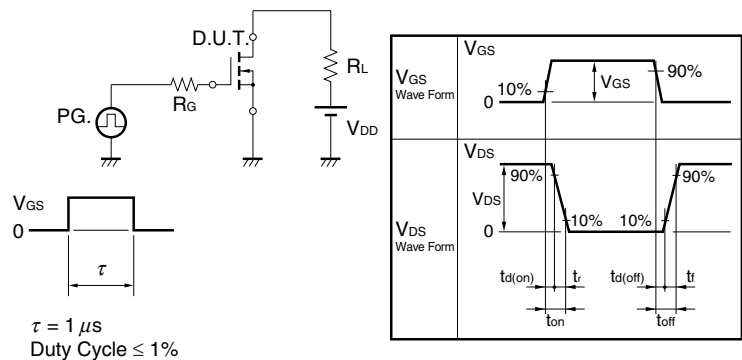 D.U.T.
RL
RG
PG.
VDD
VGS
0
τ
τ = 1 μs
Duty Cycle ≤ 1%
VGS
Wave Form
VGS
10%
VGS
90%
0
VDS
Wave Form
VDS
90%
90%
VDS
10%
10%
0
td(on)
tr
td(off)
tf
ton
toff